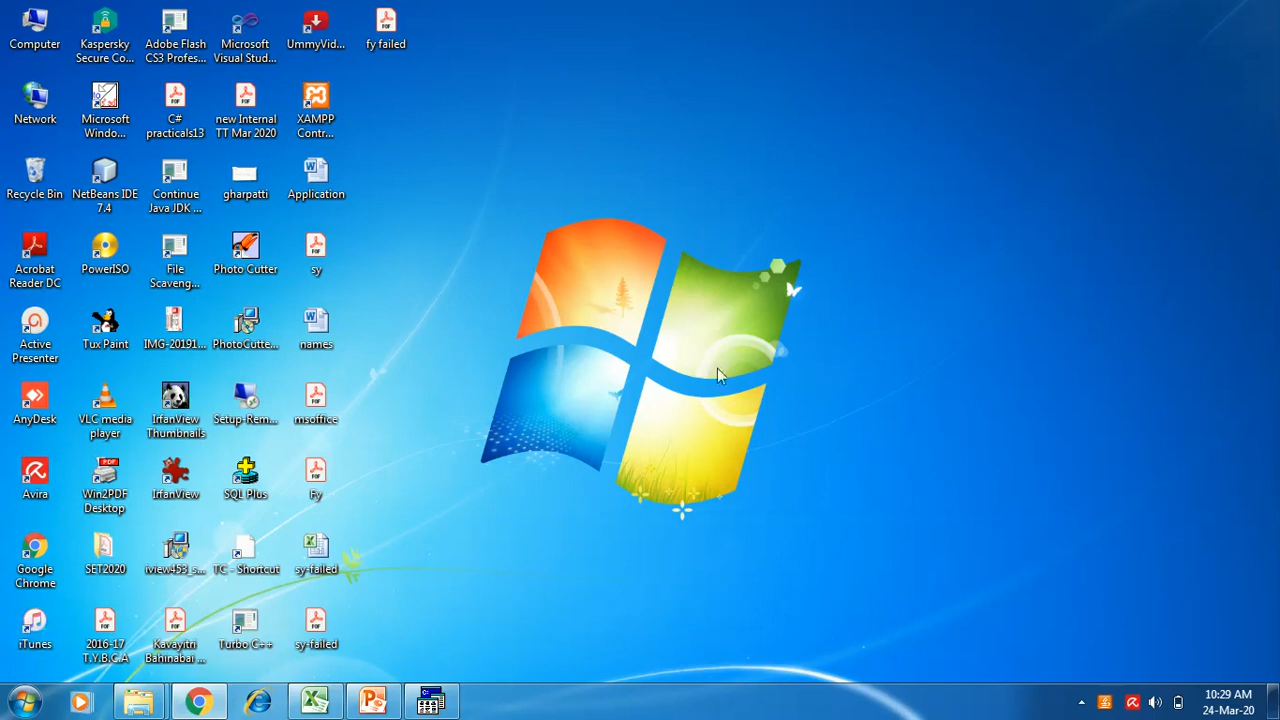 Computer
Kaspersky
Secure Co...
Adobe Flash
CS3 Profes...
Microsoft
Visual Stud...
UmmyVid...
fy failed
Network
Microsoft
Windo...
C#
practicals13
new Internal
TT Mar 2020
XAMPP
Contr...
Recycle Bin
NetBeans IDE
7.4
Continue
Java JDK ...
gharpatti
Application
Acrobat
Reader DC
PowerISO
File
Scaveng...
Photo Cutter
sy
Active
Presenter
Tux Paint
IMG-20191...
PhotoCutte...
names
AnyDesk
VLC media
player
IrfanView
Thumbnails
Setup-Rem...
msoffice
Avira
Win2PDF
Desktop
IrfanView
SQL Plus
Fy
Google
Chrome
SET2020
iview453_s...
TC - Shortcut
sy-failed
iTunes
2016-17
T.Y.B.C.A
Kavayitri
Bahinabai ...
Turbo C++
sy-failed
10:29 AM
24-Mar-20